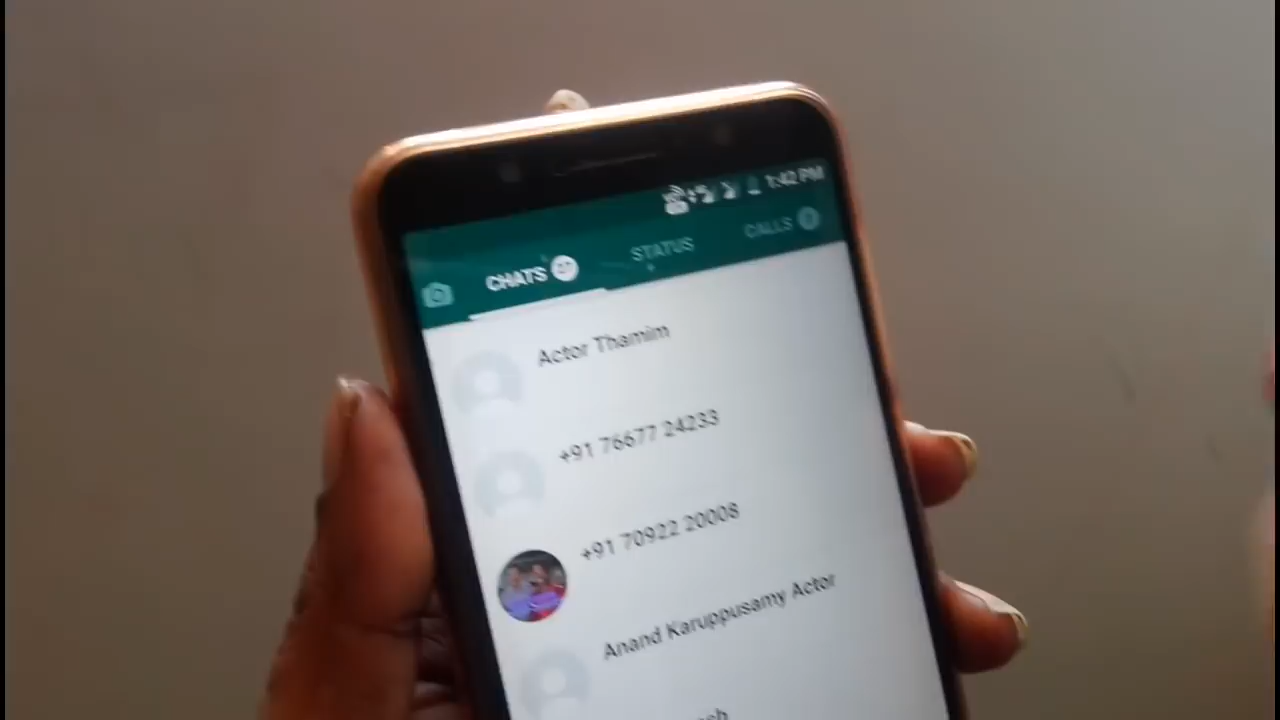 1:42 PM
CHATS STATUS CALLS
Actor Thamim
+91 76677 24233
+91 70922 20008
Anand Karuppusamy Actor